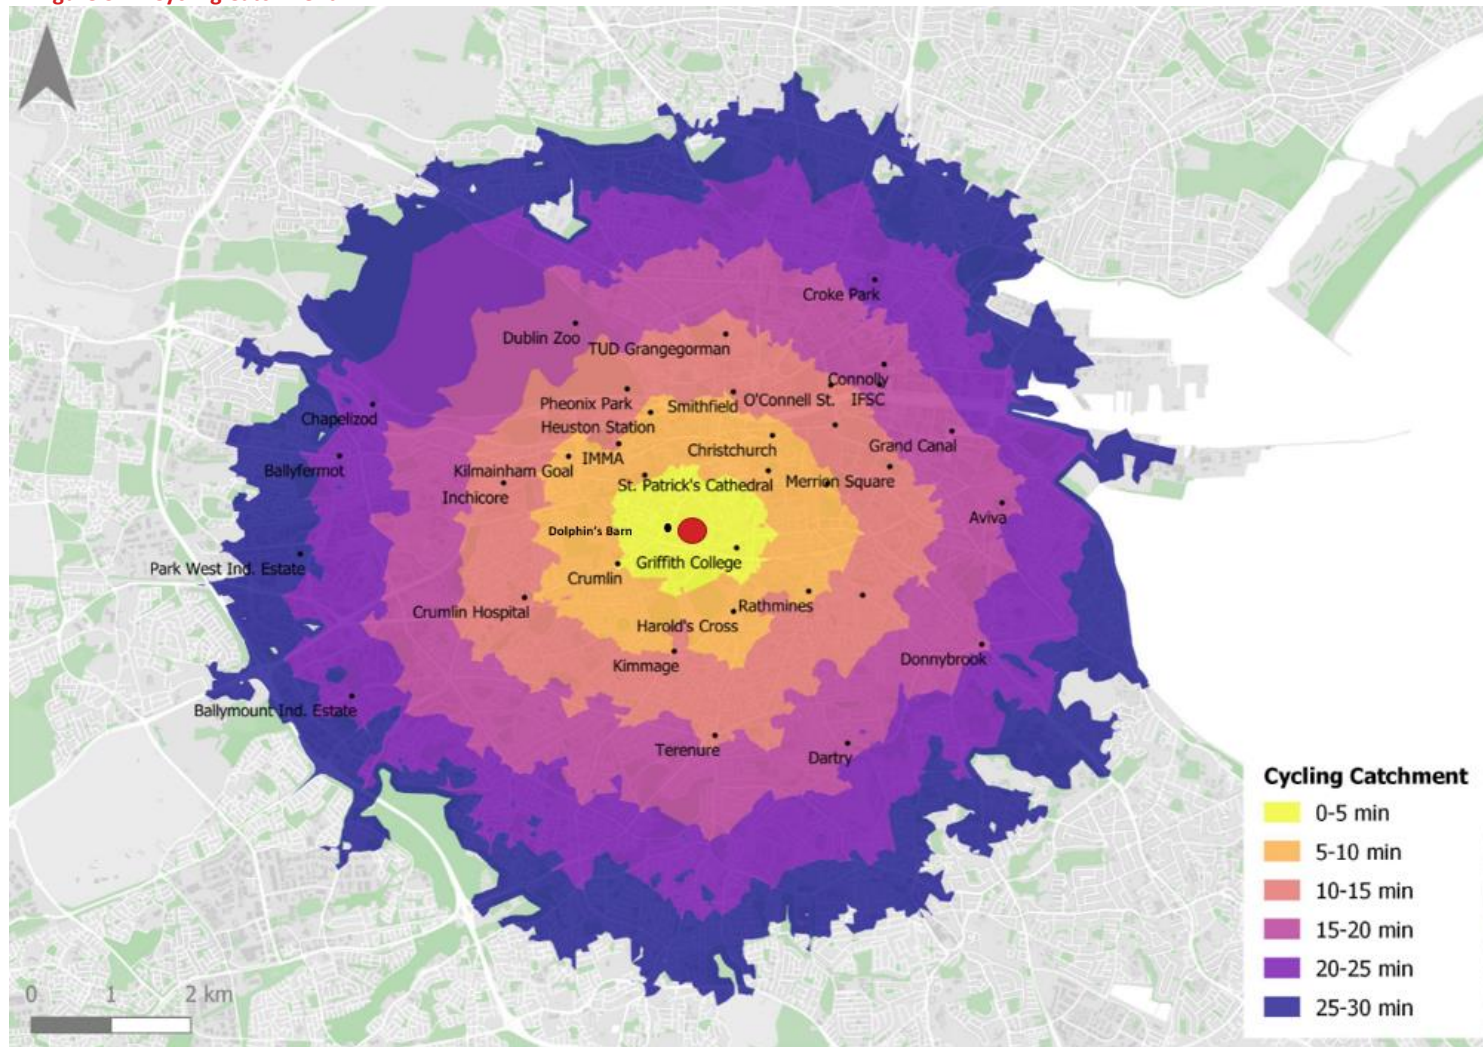 Croke Park
Dublin Zoo
TUD Grangegorman
Connolly
Pheonix Park
Smithfield
O'Connell St.
IFSC
Chapelizod
Heuston Station
Christchurch
Grand Canal
IMMA
Ballyfermot
Kilmainham Goal
St. Patrick's Cathedral
Merrion Square
Inchicore
Aviva
Dolphin's Barn
Griffith College
Park West Ind. Estate
Crumlin
Crumlin Hospital
Rathmines
Harold's Cross
Kimmage
Donnybrook
Ballymount Ind. Estate
Terenure
Dartry
Cycling Catchment
0-5 min
5-10 min
10-15 min
15-20 min
20-25 min
25-30 min
0 1 2 km